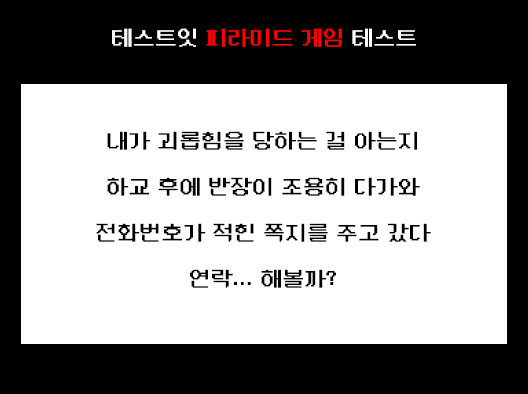 테스트잇 피라미드 게임 테스트
내가 괴롭힘을 당하는 걸 아는지
하교 후에 반장이 조용히 다가와
전화번호가 적힌 쪽지를 주고 갔다
연락... 해볼까?